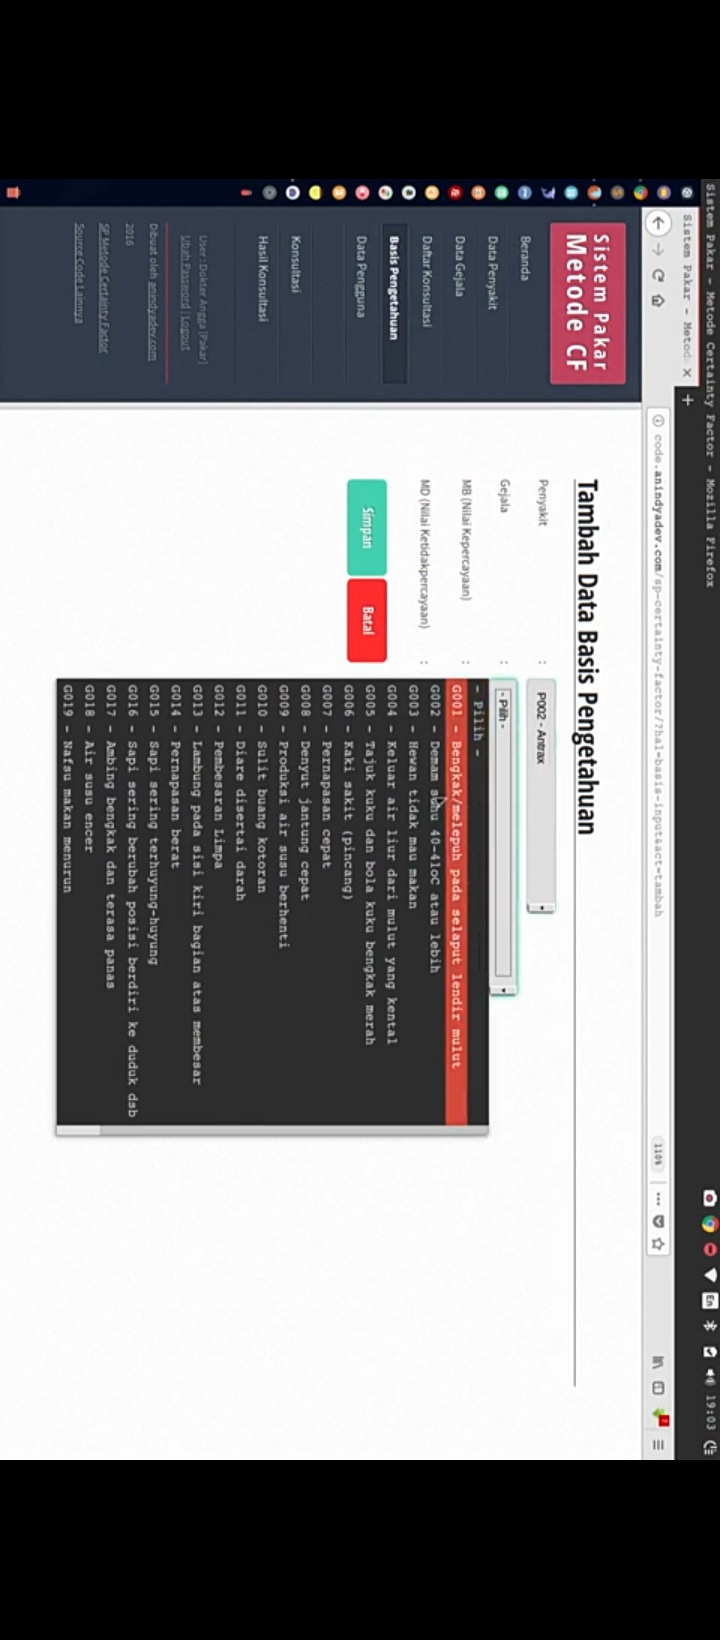 Sistem Pakar - Metode Certainty Factor - Mozilla Firefox
En
19:03
Sistem Pakar - Metod
code.anindyadev.com/sp-certainty-factor/?hal=basis-input&act=tambah
110%
Sistem Pakar
Metode CF
Beranda
Data Penyakit
Data Gejala
Daftar Konsultasi
Basis Pengetahuan
Data Pengguna
Konsultasi
Hasil Konsultasi
User : Dokter Angga [Pakar]
Ubah Password | Logout
Dibuat oleh anindyadev.com
2016
SP Metode Certainty Factor
Source Code Lainnya
Tambah Data Basis Pengetahuan
Penyakit : P002 - Antrax
Gejala : - Pilih -
MB (Nilai Kepercayaan) :
MD (Nilai Ketidakpercayaan) :
Simpan Batal
- Pilih -
G001 - Bengkak/melepuh pada selaput lendir mulut
G002 - Demam suhu 40-41oC atau lebih
G003 - Hewan tidak mau makan
G004 - Keluar air liur dari mulut yang kental
G005 - Tajuk kuku dan bola kuku bengkak merah
G006 - Kaki sakit (pincang)
G007 - Pernapasan cepat
G008 - Denyut jantung cepat
G009 - Produksi air susu berhenti
G010 - Sulit buang kotoran
G011 - Diare disertai darah
G012 - Pembesaran Limpa
G013 - Lambung pada sisi kiri bagian atas membesar
G014 - Pernapasan berat
G015 - Sapi sering terhuyung-huyung
G016 - Sapi sering berubah posisi berdiri ke duduk dsb
G017 - Ambing bengkak dan terasa panas
G018 - Air susu encer
G019 - Nafsu makan menurun